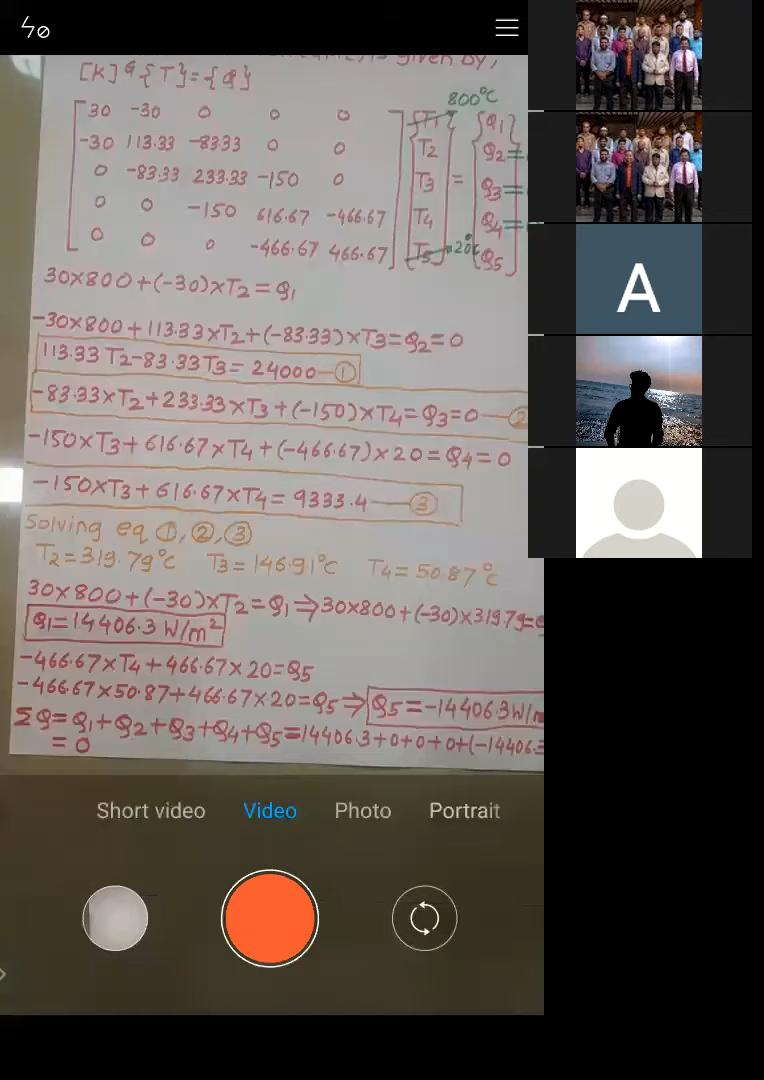 is given by,
[K]ᴳ{T}={Q}
800°C
30 -30 0 0 0 T1 Q1
-30 113.33 -83.33 0 0 T2 Q2=
0 -83.33 233.33 -150 0 T3 = Q3=
0 0 -150 616.67 -466.67 T4 Q4=
0 0 0 -466.67 466.67 T5 20°C Q5
30×800+(-30)×T2=Q1
-30×800+113.33×T2+(-83.33)×T3=Q2=0
113.33 T2-83.33T3= 24000—①
-83.33×T2+233.33×T3+(-150)×T4=Q3=0—②
-150×T3+616.67×T4+(-466.67)×20=Q4=0
-150×T3+616.67×T4= 9333.4—③
Solving eq ①,②,③
T2=319.79°C T3=146.91°C T4=50.87°C
30×800+(-30)×T2=Q1⇒30×800+(-30)×319.79=
Q1=14406.3 W/m²
-466.67×T4+466.67×20=Q5
-466.67×50.87+466.67×20=Q5⇒Q5=-14406.3W/m
ΣQ=Q1+Q2+Q3+Q4+Q5=14406.3+0+0+0+(-14406.3
=0
Short video Video Photo Portrait
A